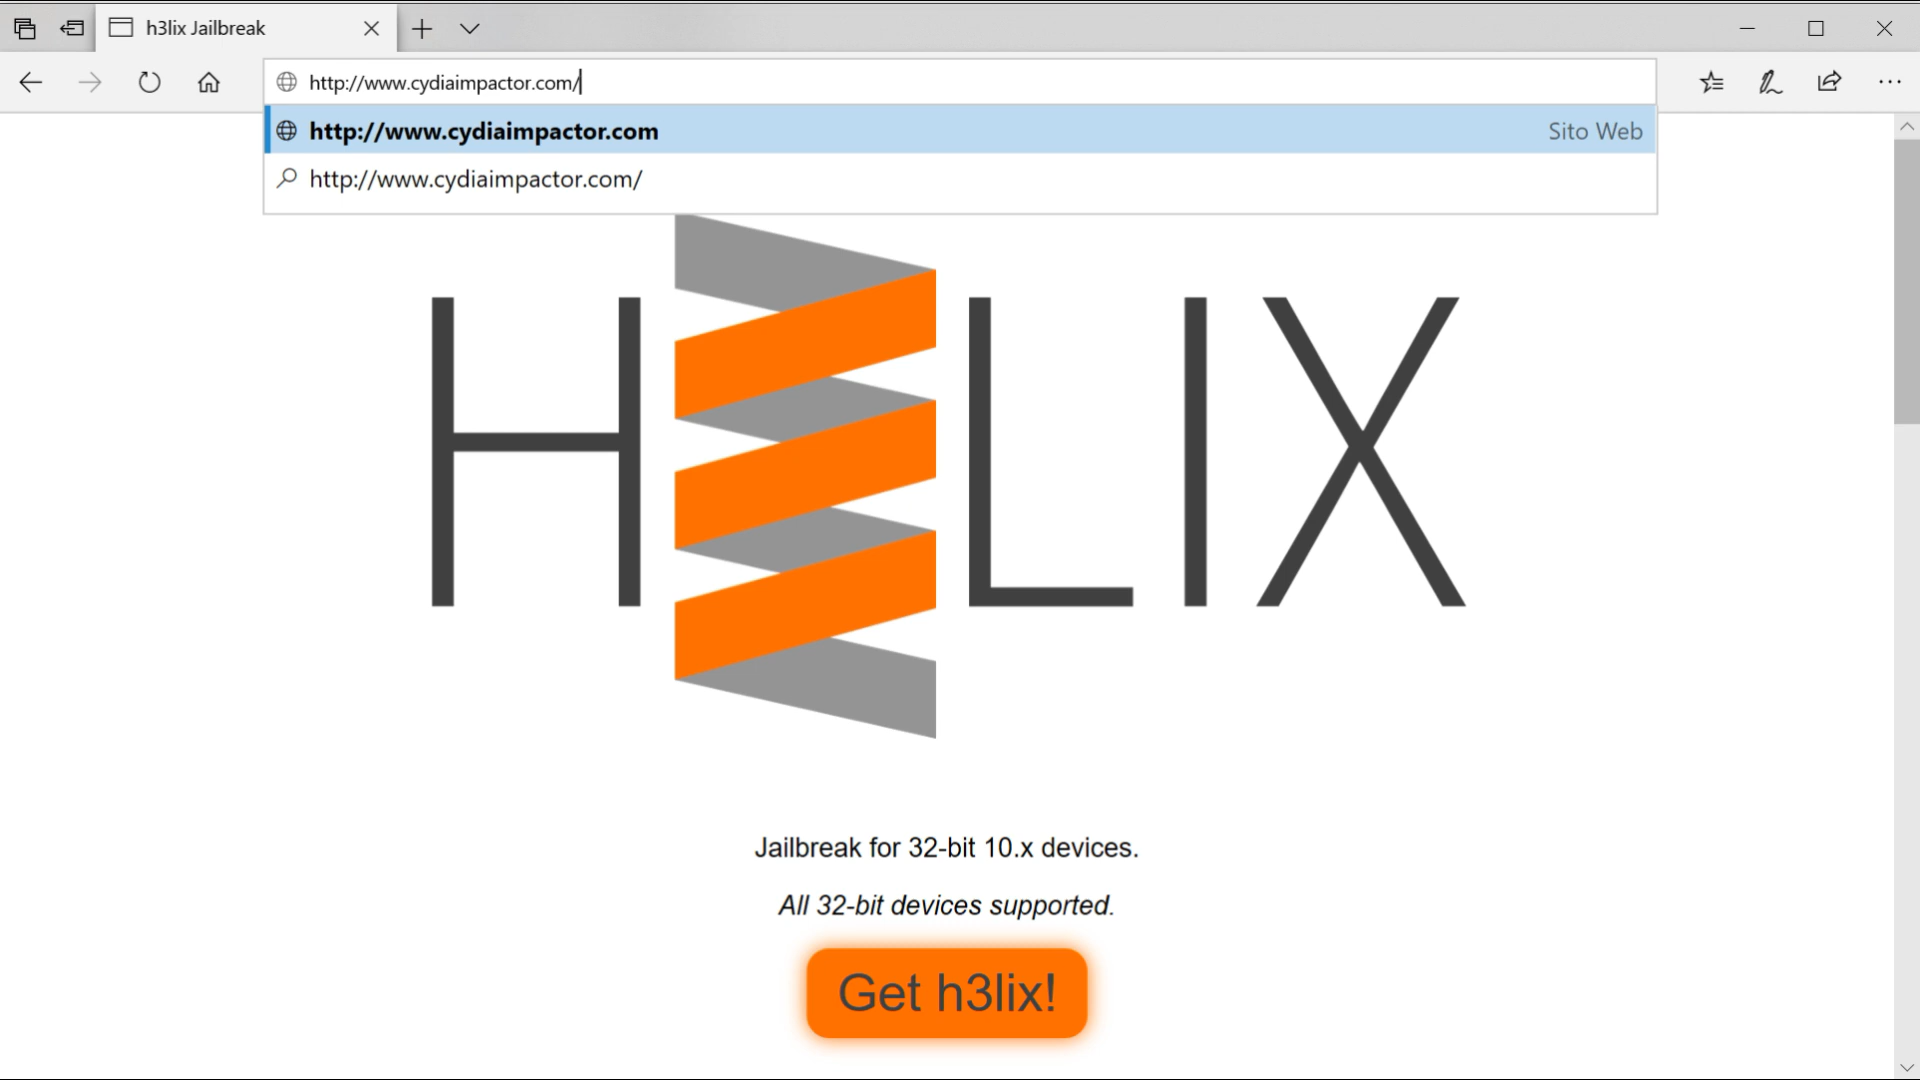 h3lix Jailbreak
http://www.cydiaimpactor.com/
http://www.cydiaimpactor.com Sito Web
http://www.cydiaimpactor.com/
H3LIX
Jailbreak for 32-bit 10.x devices.
All 32-bit devices supported.
Get h3lix!